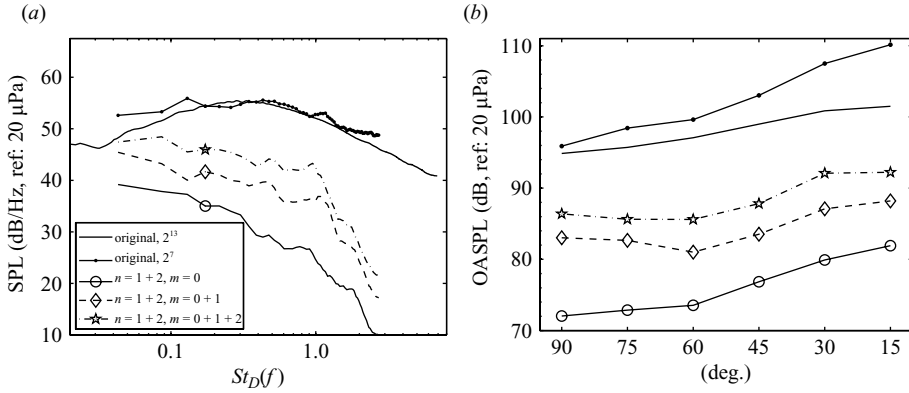 (a)
SPL (dB/Hz, ref: 20 μPa)
60
50
40
30
20
10
0.1
1.0
St_D(f)
original, 2^13
original, 2^7
n = 1 + 2, m = 0
n = 1 + 2, m = 0 + 1
n = 1 + 2, m = 0 + 1 + 2
(b)
OASPL (dB, ref: 20 μPa)
110
100
90
80
70
90
75
60
45
30
15
(deg.)